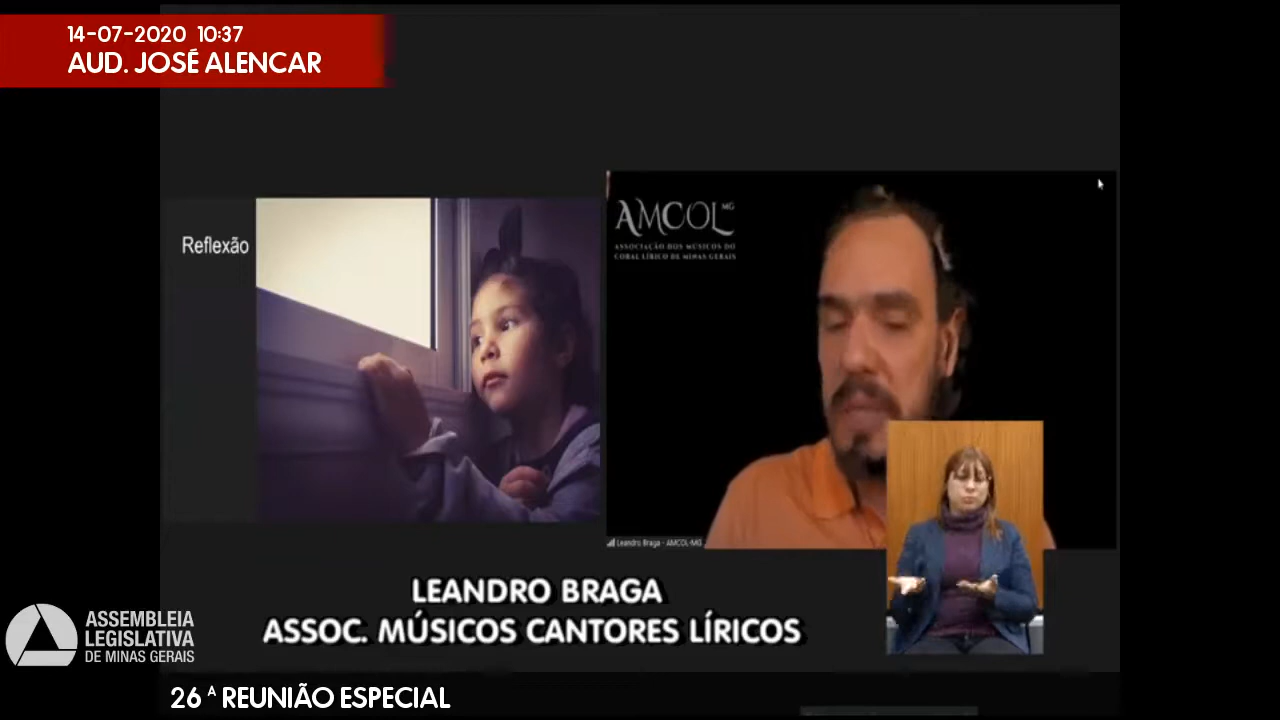 14-07-2020 10:37
AUD. JOSÉ ALENCAR
Reflexão
AMCOL MG
ASSOCIAÇÃO DOS MÚSICOS DO
CORAL LÍRICO DE MINAS GERAIS
Leandro Braga - AMCOL-MG
LEANDRO BRAGA
ASSOC. MÚSICOS CANTORES LÍRICOS
ASSEMBLEIA
LEGISLATIVA
DE MINAS GERAIS
26ª REUNIÃO ESPECIAL